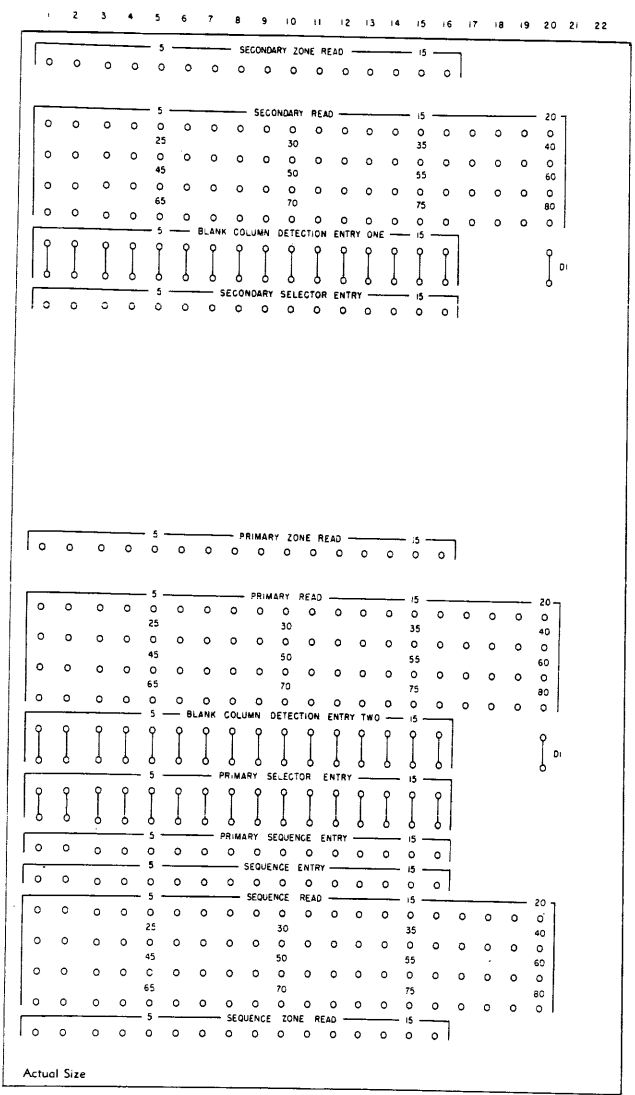 1 2 3 4 5 6 7 8 9 10 11 12 13 14 15 16 17 18 19 20 21 22
5 SECONDARY ZONE READ 15
5 SECONDARY READ 15 20
25 30 35 40
45 50 55 60
65 70 75 80
5 BLANK COLUMN DETECTION ENTRY ONE 15
DI
5 SECONDARY SELECTOR ENTRY 15
5 PRIMARY ZONE READ 15
5 PRIMARY READ 15 20
25 30 35 40
45 50 55 60
65 70 75 80
5 BLANK COLUMN DETECTION ENTRY TWO 15
DI
5 PRIMARY SELECTOR ENTRY 15
5 PRIMARY SEQUENCE ENTRY 15
5 SEQUENCE ENTRY 15
5 SEQUENCE READ 15 20
25 30 35 40
45 50 55 60
65 70 75 80
5 SEQUENCE ZONE READ 15
Actual Size